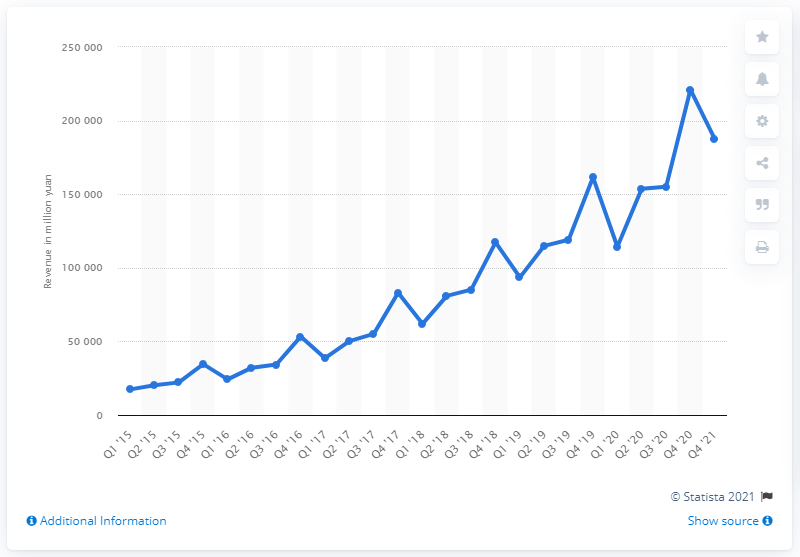 250 000
200 000
150 000
100 000
50 000
0
Revenue in million yuan
Q1 '15
Q2 '15
Q3 '15
Q4 '15
Q1 '16
Q2 '16
Q3 '16
Q4 '16
Q1 '17
Q2 '17
Q3 '17
Q4 '17
Q1 '18
Q2 '18
Q3 '18
Q4 '18
Q1 '19
Q2 '19
Q3 '19
Q4 '19
Q1 '20
Q2 '20
Q3 '20
Q4 '20
Q4 '21
© Statista 2021
Additional Information
Show source